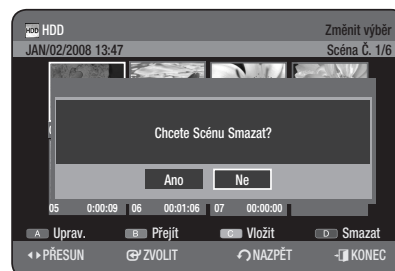 HDD HDD Změnit výběr
JAN/02/2008 13:47 Scéna Č. 1/6
Chcete Scénu Smazat?
Ano Ne
05 0:00:09 06 00:01:06 07 00:00:00
A Uprav. B Přejít C Vložit D Smazat
PŘESUN ZVOLIT NAZPĚT KONEC